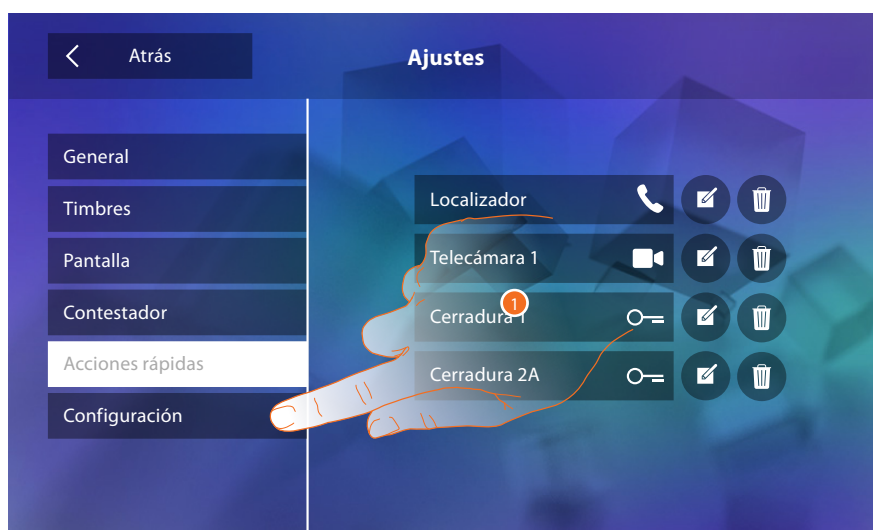 Atrás
Ajustes
General
Timbres
Pantalla
Contestador
Acciones rápidas
Configuración
Localizador
Telecámara 1
Cerradura 1
1
Cerradura 2A